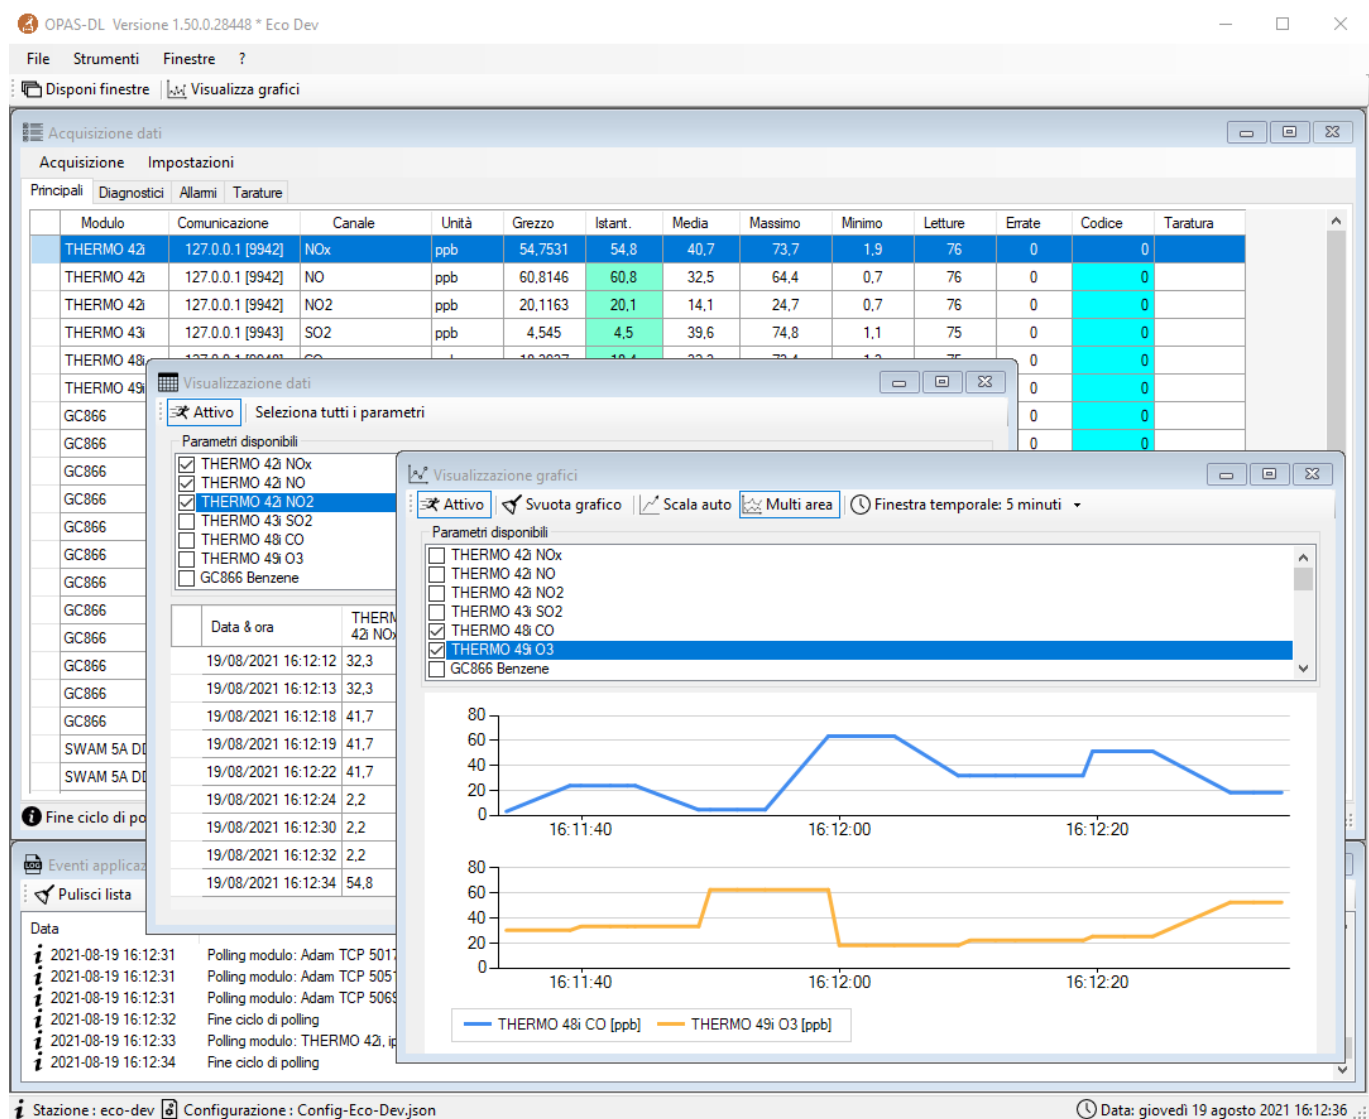 OPAS-DL Versione 1.50.0.28448 * Eco Dev
File Strumenti Finestre ?
Disponi finestre Visualizza grafici
Acquisizione dati
Acquisizione Impostazioni
Principali Diagnostici Allarmi Tarature
Modulo Comunicazione Canale Unità Grezzo Istant. Media Massimo Minimo Letture Errate Codice Taratura
THERMO 42i 127.0.0.1 [9942] NOx ppb 54,7531 54,8 40,7 73,7 1,9 76 0 0
THERMO 42i 127.0.0.1 [9942] NO ppb 60,8146 60,8 32,5 64,4 0,7 76 0 0
THERMO 42i 127.0.0.1 [9942] NO2 ppb 20,1163 20,1 14,1 24,7 0,7 76 0 0
THERMO 43i 127.0.0.1 [9943] SO2 ppb 4,545 4,5 39,6 74,8 1,1 75 0 0
THERMO 48i 0 0
THERMO 49i 0 0
GC866 0 0
GC866 0 0
GC866
GC866
GC866
GC866
GC866
GC866
GC866
GC866
GC866
GC866
SWAM 5A
SWAM 5A
Fine ciclo di
Visualizzazione dati
Attivo Seleziona tutti i parametri
Parametri disponibili
THERMO 42i NOx
THERMO 42i NO
THERMO 42i NO2
THERMO 43i SO2
THERMO 48i CO
THERMO 49i O3
GC866 Benzene
Data & ora
42i
19/08/2021 16:12:12 32,3
19/08/2021 16:12:13 32,3
19/08/2021 16:12:18 41,7
19/08/2021 16:12:19 41,7
19/08/2021 16:12:22 41,7
19/08/2021 16:12:24 2,2
19/08/2021 16:12:30 2,2
19/08/2021 16:12:32 2,2
19/08/2021 16:12:34 54,8
Visualizzazione grafici
Attivo Svuota grafico Scala auto Multi area Finestra temporale: 5 minuti
Parametri disponibili
THERMO 42i NOx
THERMO 42i NO
THERMO 42i NO2
THERMO 43i SO2
THERMO 48i CO
THERMO 49i O3
GC866 Benzene
80
60
40
20
0
16:11:40 16:12:00 16:12:20
80
60
40
20
0
16:11:40 16:12:00 16:12:20
THERMO 48i CO [ppb] THERMO 49i O3 [ppb]
LOG
Eventi
Pulisci lista
Data
2021-08-19 16:12:31 Polling modulo: Adam TCP 5017
2021-08-19 16:12:31 Polling modulo: Adam TCP 5051
2021-08-19 16:12:31 Polling modulo: Adam TCP 5069
2021-08-19 16:12:32 Fine ciclo di polling
2021-08-19 16:12:33 Polling modulo: THERMO 42i,
2021-08-19 16:12:34 Fine ciclo di polling
Stazione : eco-dev Configurazione : Config-Eco-Dev.json Data: giovedì 19 agosto 2021 16:12:36